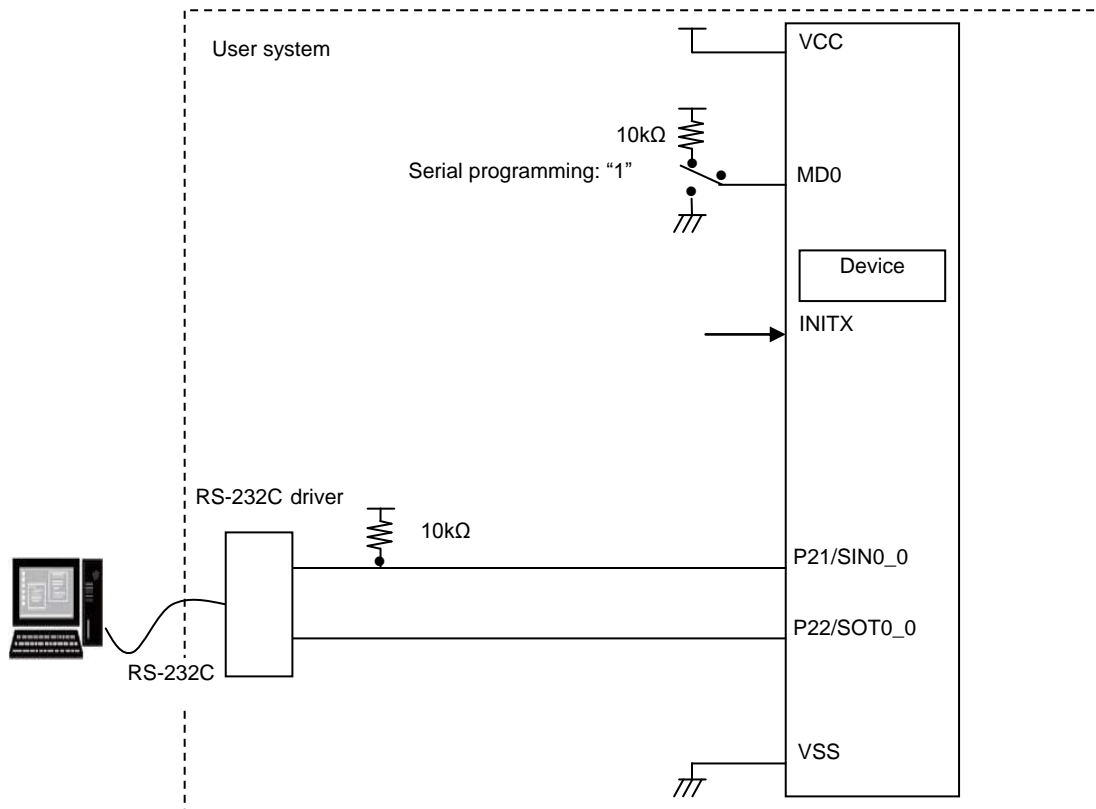 VCC
User system
10kΩ
Serial programming: “1”
MD0
Device
INITX
RS-232C driver
10kΩ
P21/SIN0_0
P22/SOT0_0
RS-232C
VSS